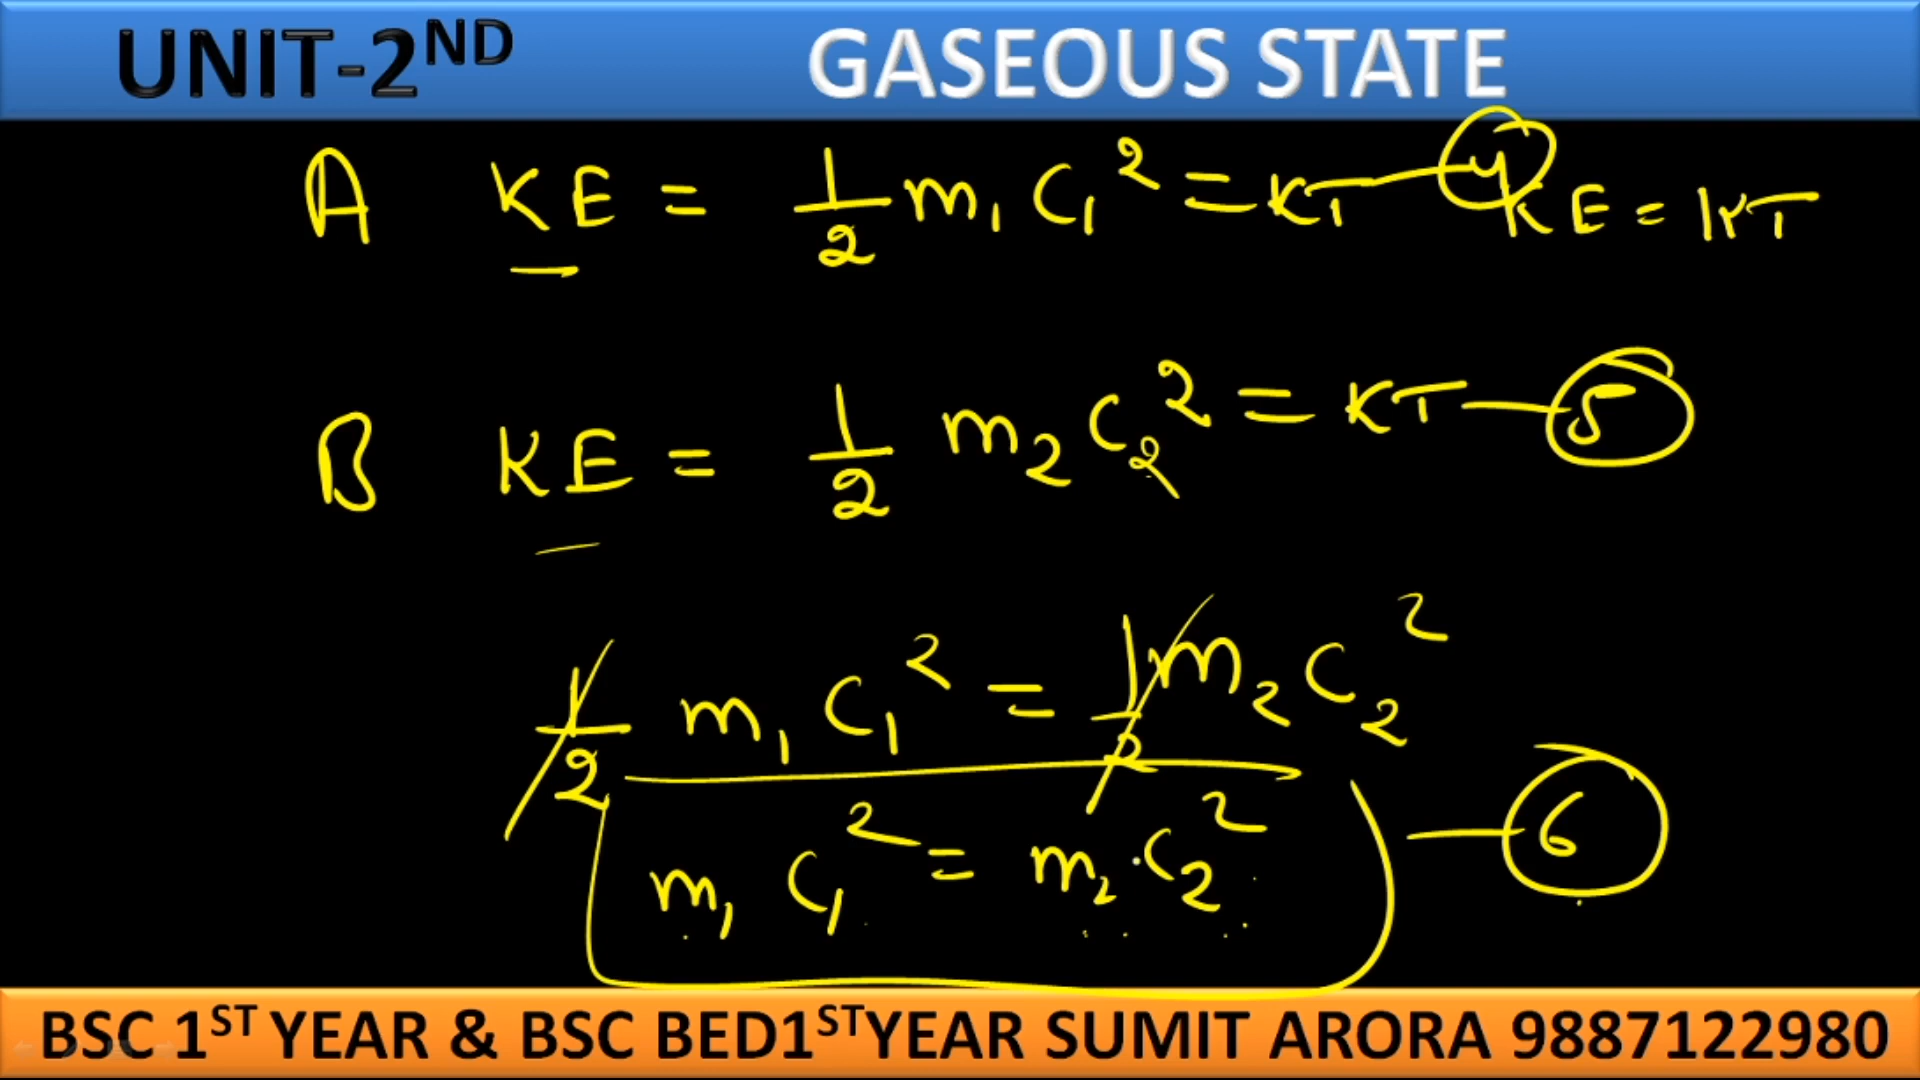 UNIT-2ND GASEOUS STATE
A KE = 1/2 m₁ C₁² = KT — 4 KE = KT
B KE = 1/2 m₂ C₂² = KT — 5
1/2 m₁ C₁² = 1/2 m₂ C₂²
m₁ C₁² = m₂ C₂² — 6
BSC 1ST YEAR & BSC BED1STYEAR SUMIT ARORA 9887122980